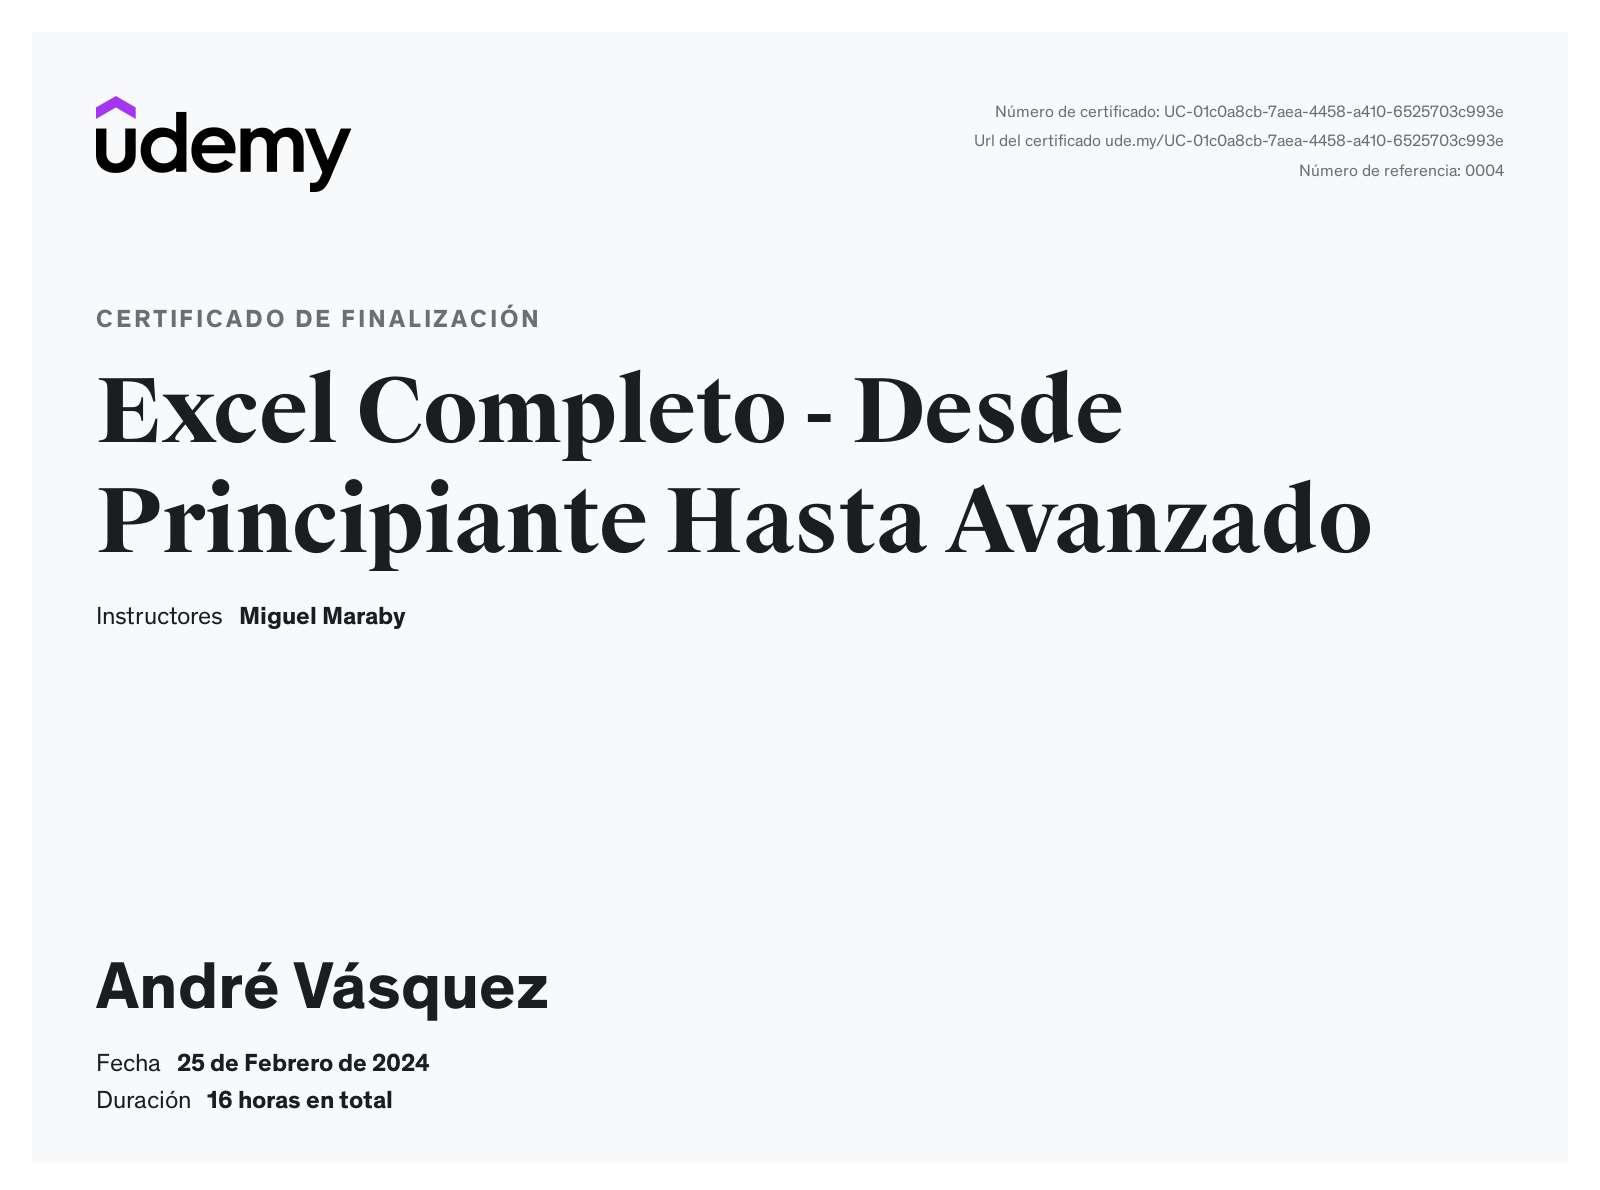 udemy
Número de certificado: UC-01c0a8cb-7aea-4458-a410-6525703c993e
Url del certificado ude.my/UC-01c0a8cb-7aea-4458-a410-6525703c993e
Número de referencia: 0004
CERTIFICADO DE FINALIZACIÓN
Excel Completo - Desde
Principiante Hasta Avanzado
Instructores Miguel Maraby
André Vásquez
Fecha 25 de Febrero de 2024
Duración 16 horas en total